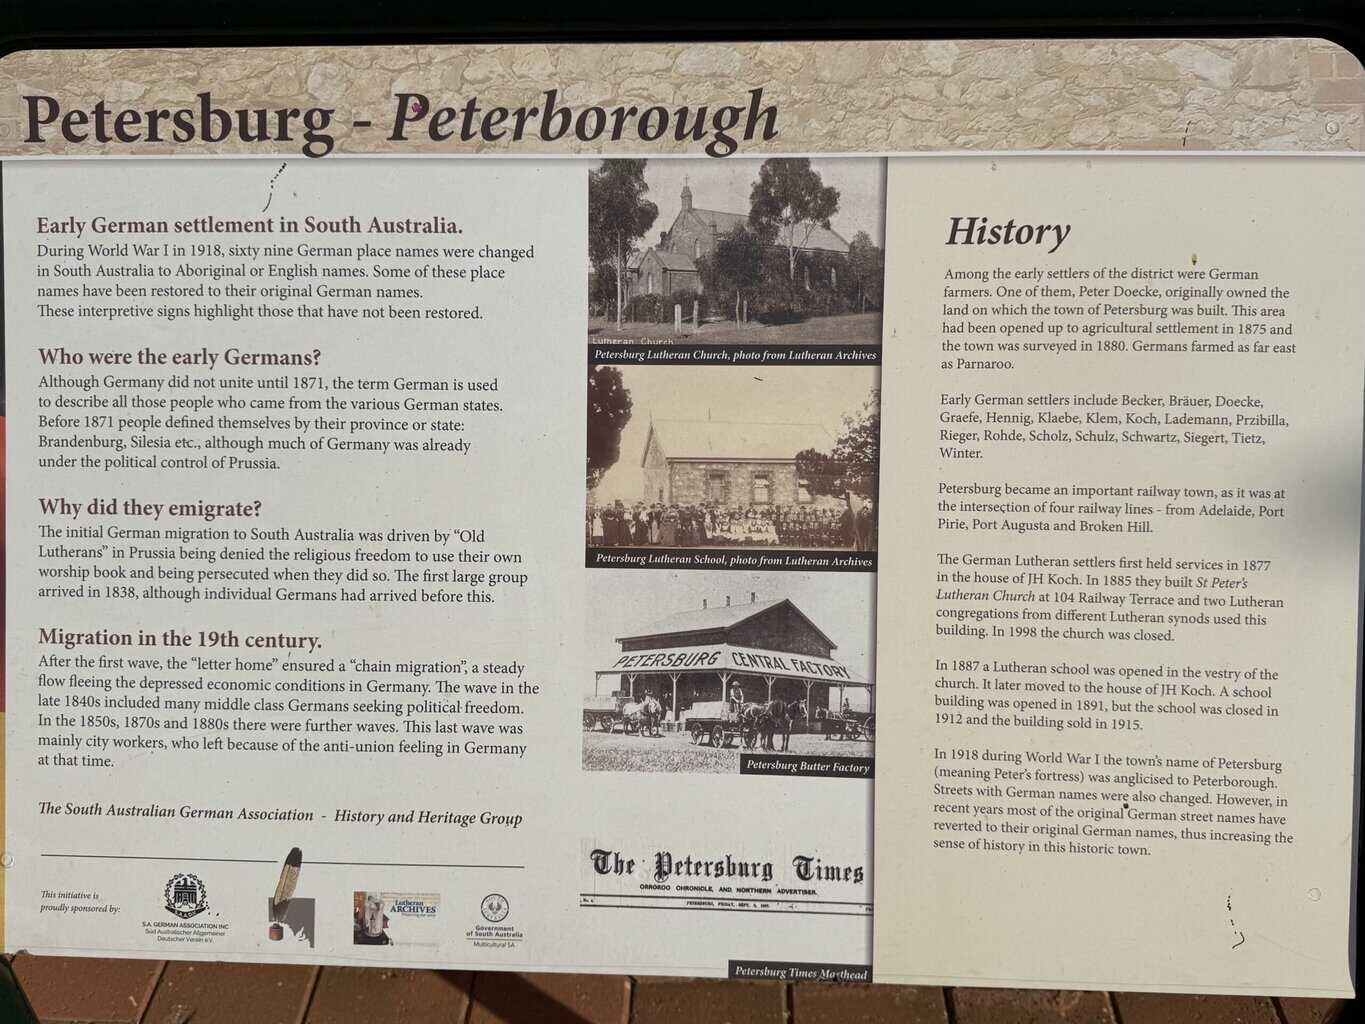 Petersburg - Peterborough
Early German settlement in South Australia.
During World War I in 1918, sixty nine German place names were changed
in South Australia to Aboriginal or English names. Some of these place
names have been restored to their original German names.
These interpretive signs highlight those that have not been restored.
Who were the early Germans?
Although Germany did not unite until 1871, the term German is used
to describe all those people who came from the various German states.
Before 1871 people defined themselves by their province or state:
Brandenburg, Silesia etc., although much of Germany was already
under the political control of Prussia.
Why did they emigrate?
The initial German migration to South Australia was driven by “Old
Lutherans” in Prussia being denied the religious freedom to use their own
worship book and being persecuted when they did so. The first large group
arrived in 1838, although individual Germans had arrived before this.
Migration in the 19th century.
After the first wave, the “letter home” ensured a “chain migration”, a steady
flow fleeing the depressed economic conditions in Germany. The wave in the
late 1840s included many middle class Germans seeking political freedom.
In the 1850s, 1870s and 1880s there were further waves. This last wave was
mainly city workers, who left because of the anti-union feeling in Germany
at that time.
The South Australian German Association - History and Heritage Group
This initiative is
proudly sponsored by:
S.A. GERMAN ASSOCIATION INC
Süd Australischer Allgemeiner
Deutscher Verein e.V.
Lutheran
ARCHIVES
Government
of South Australia
Multicultural SA
Lutheran Church
Petersburg Lutheran Church, photo from Lutheran Archives
Petersburg Lutheran School, photo from Lutheran Archives
PETERSBURG CENTRAL FACTORY
Petersburg Butter Factory
The Petersburg Times
ORROROO CHRONICLE, AND NORTHERN ADVERTISER.
Petersburg Times Masthead
History
Among the early settlers of the district were German
farmers. One of them, Peter Doecke, originally owned the
land on which the town of Petersburg was built. This area
had been opened up to agricultural settlement in 1875 and
the town was surveyed in 1880. Germans farmed as far east
as Parnaroo.
Early German settlers include Becker, Bräuer, Doecke,
Graefe, Hennig, Klaebe, Klem, Koch, Lademann, Przibilla,
Rieger, Rohde, Scholz, Schulz, Schwartz, Siegert, Tietz,
Winter.
Petersburg became an important railway town, as it was at
the intersection of four railway lines - from Adelaide, Port
Pirie, Port Augusta and Broken Hill.
The German Lutheran settlers first held services in 1877
in the house of JH Koch. In 1885 they built St Peter's
Lutheran Church at 104 Railway Terrace and two Lutheran
congregations from different Lutheran synods used this
building. In 1998 the church was closed.
In 1887 a Lutheran school was opened in the vestry of the
church. It later moved to the house of JH Koch. A school
building was opened in 1891, but the school was closed in
1912 and the building sold in 1915.
In 1918 during World War I the town's name of Petersburg
(meaning Peter's fortress) was anglicised to Peterborough.
Streets with German names were also changed. However, in
recent years most of the original German street names have
reverted to their original German names, thus increasing the
sense of history in this historic town.